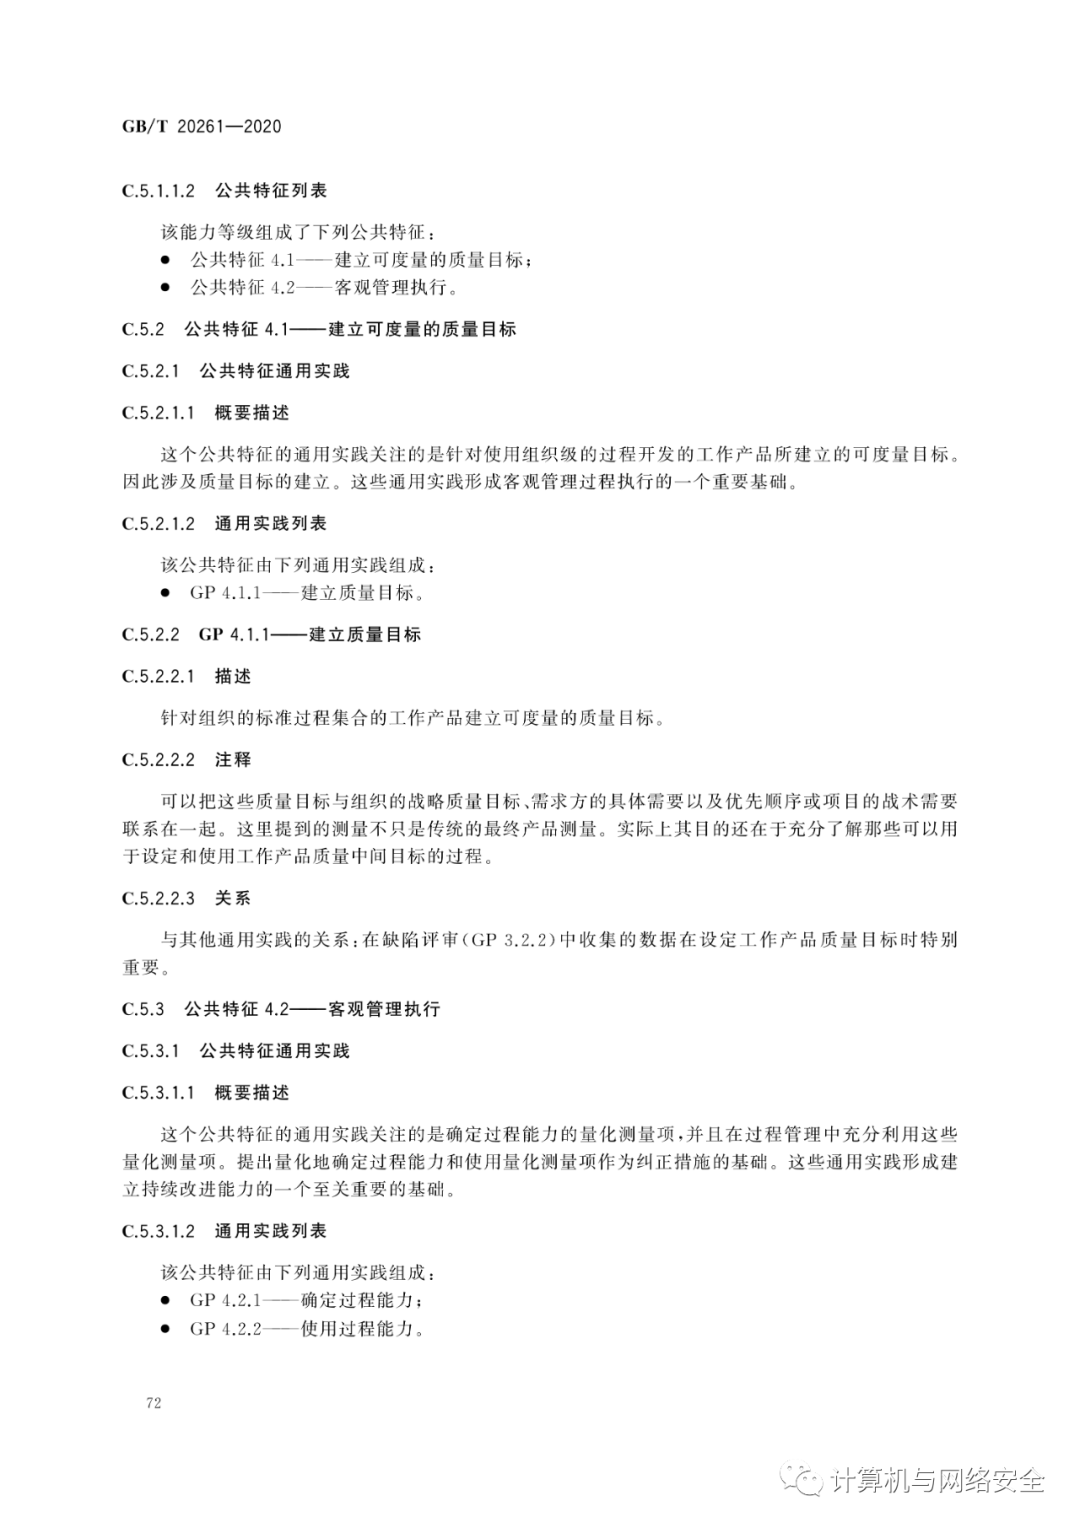 GB/T 20261—2020
C.5.1.1.2 公共特征列表
该能力等级组成了下列公共特征：
● 公共特征 4.1——建立可度量的质量目标；
● 公共特征 4.2——客观管理执行。
C.5.2 公共特征 4.1——建立可度量的质量目标
C.5.2.1 公共特征通用实践
C.5.2.1.1 概要描述
这个公共特征的通用实践关注的是针对使用组织级的过程开发的工作产品所建立的可度量目标。
因此涉及质量目标的建立。这些通用实践形成客观管理过程执行的一个重要基础。
C.5.2.1.2 通用实践列表
该公共特征由下列通用实践组成：
● GP 4.1.1——建立质量目标。
C.5.2.2 GP 4.1.1——建立质量目标
C.5.2.2.1 描述
针对组织的标准过程集合的工作产品建立可度量的质量目标。
C.5.2.2.2 注释
可以把这些质量目标与组织的战略质量目标、需求方的具体需要以及优先顺序或项目的战术需要
联系在一起。这里提到的测量不只是传统的最终产品测量。实际上其目的还在于充分了解那些可以用
于设定和使用工作产品质量中间目标的过程。
C.5.2.2.3 关系
与其他通用实践的关系：在缺陷评审（GP 3.2.2）中收集的数据在设定工作产品质量目标时特别
重要。
C.5.3 公共特征 4.2——客观管理执行
C.5.3.1 公共特征通用实践
C.5.3.1.1 概要描述
这个公共特征的通用实践关注的是确定过程能力的量化测量项，并且在过程管理中充分利用这些
量化测量项。提出量化地确定过程能力和使用量化测量项作为纠正措施的基础。这些通用实践形成建
立持续改进能力的一个至关重要的基础。
C.5.3.1.2 通用实践列表
该公共特征由下列通用实践组成：
● GP 4.2.1——确定过程能力；
● GP 4.2.2——使用过程能力。
72
计算机与网络安全